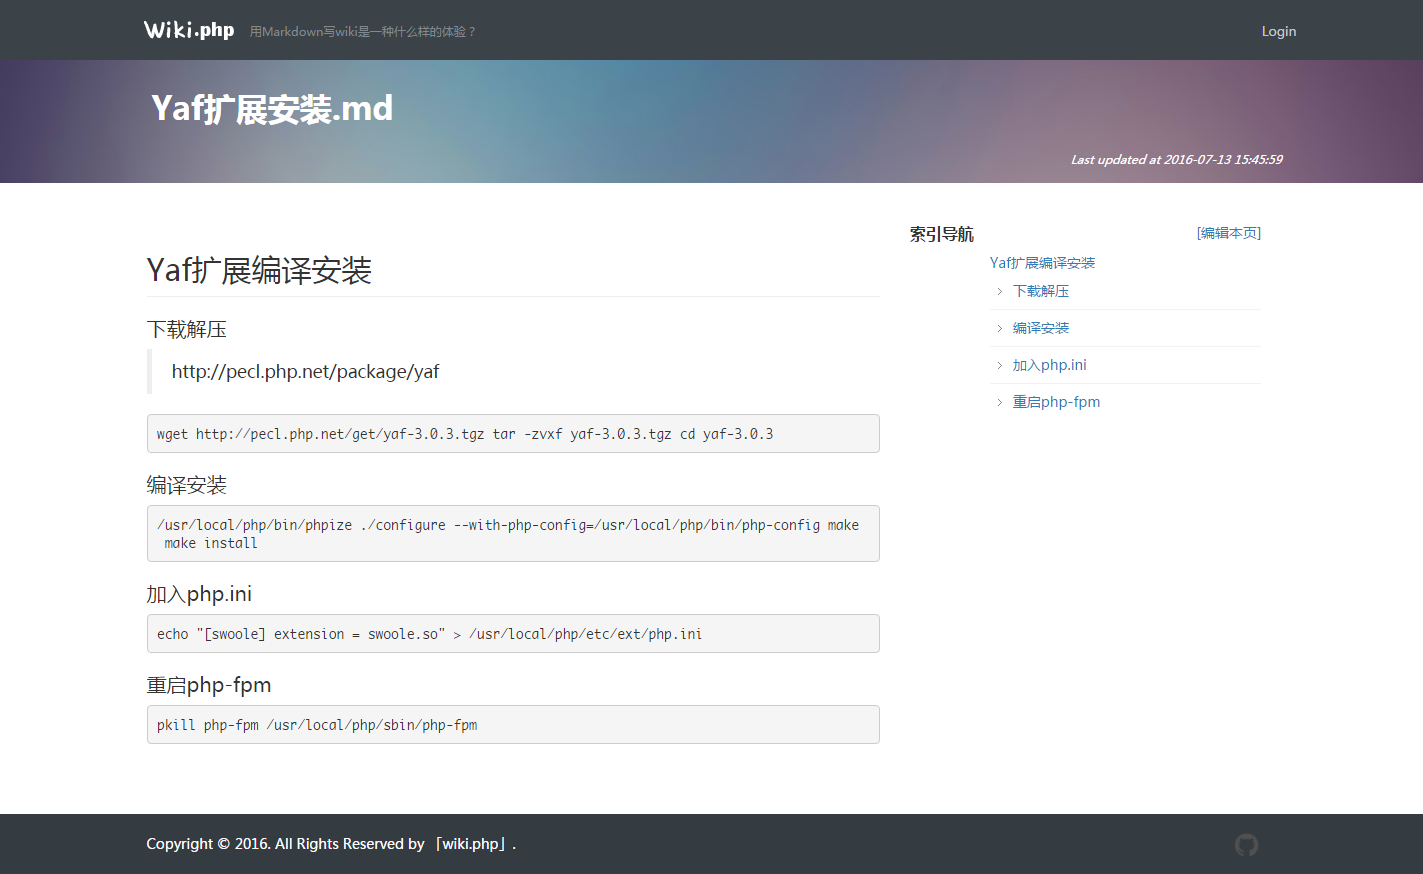 Wiki.php 用Markdown写wiki是一种什么样的体验？ Login
Yaf扩展安装.md
Last updated at 2016-07-13 15:45:59
Yaf扩展编译安装
下载解压
http://pecl.php.net/package/yaf
wget http://pecl.php.net/get/yaf-3.0.3.tgz tar -zvxf yaf-3.0.3.tgz cd yaf-3.0.3
编译安装
/usr/local/php/bin/phpize ./configure --with-php-config=/usr/local/php/bin/php-config make
make install
加入php.ini
echo "[swoole] extension = swoole.so" > /usr/local/php/etc/ext/php.ini
重启php-fpm
pkill php-fpm /usr/local/php/sbin/php-fpm
索引导航 [编辑本页]
Yaf扩展编译安装
下载解压
编译安装
加入php.ini
重启php-fpm
Copyright © 2016. All Rights Reserved by 「wiki.php」.